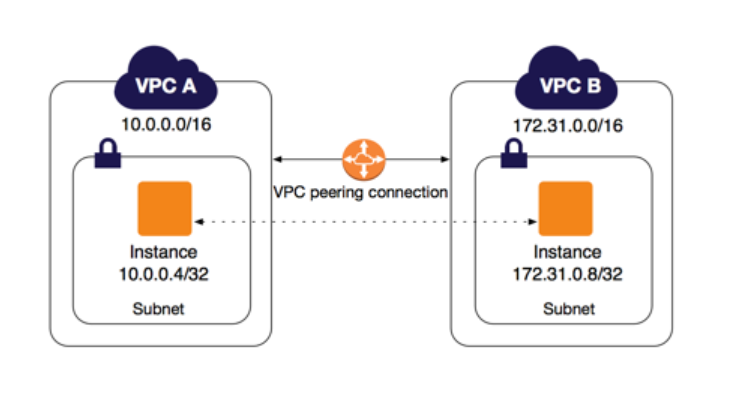 VPC A
10.0.0.0/16
Instance
10.0.0.4/32
Subnet
VPC peering connection
VPC B
172.31.0.0/16
Instance
172.31.0.8/32
Subnet